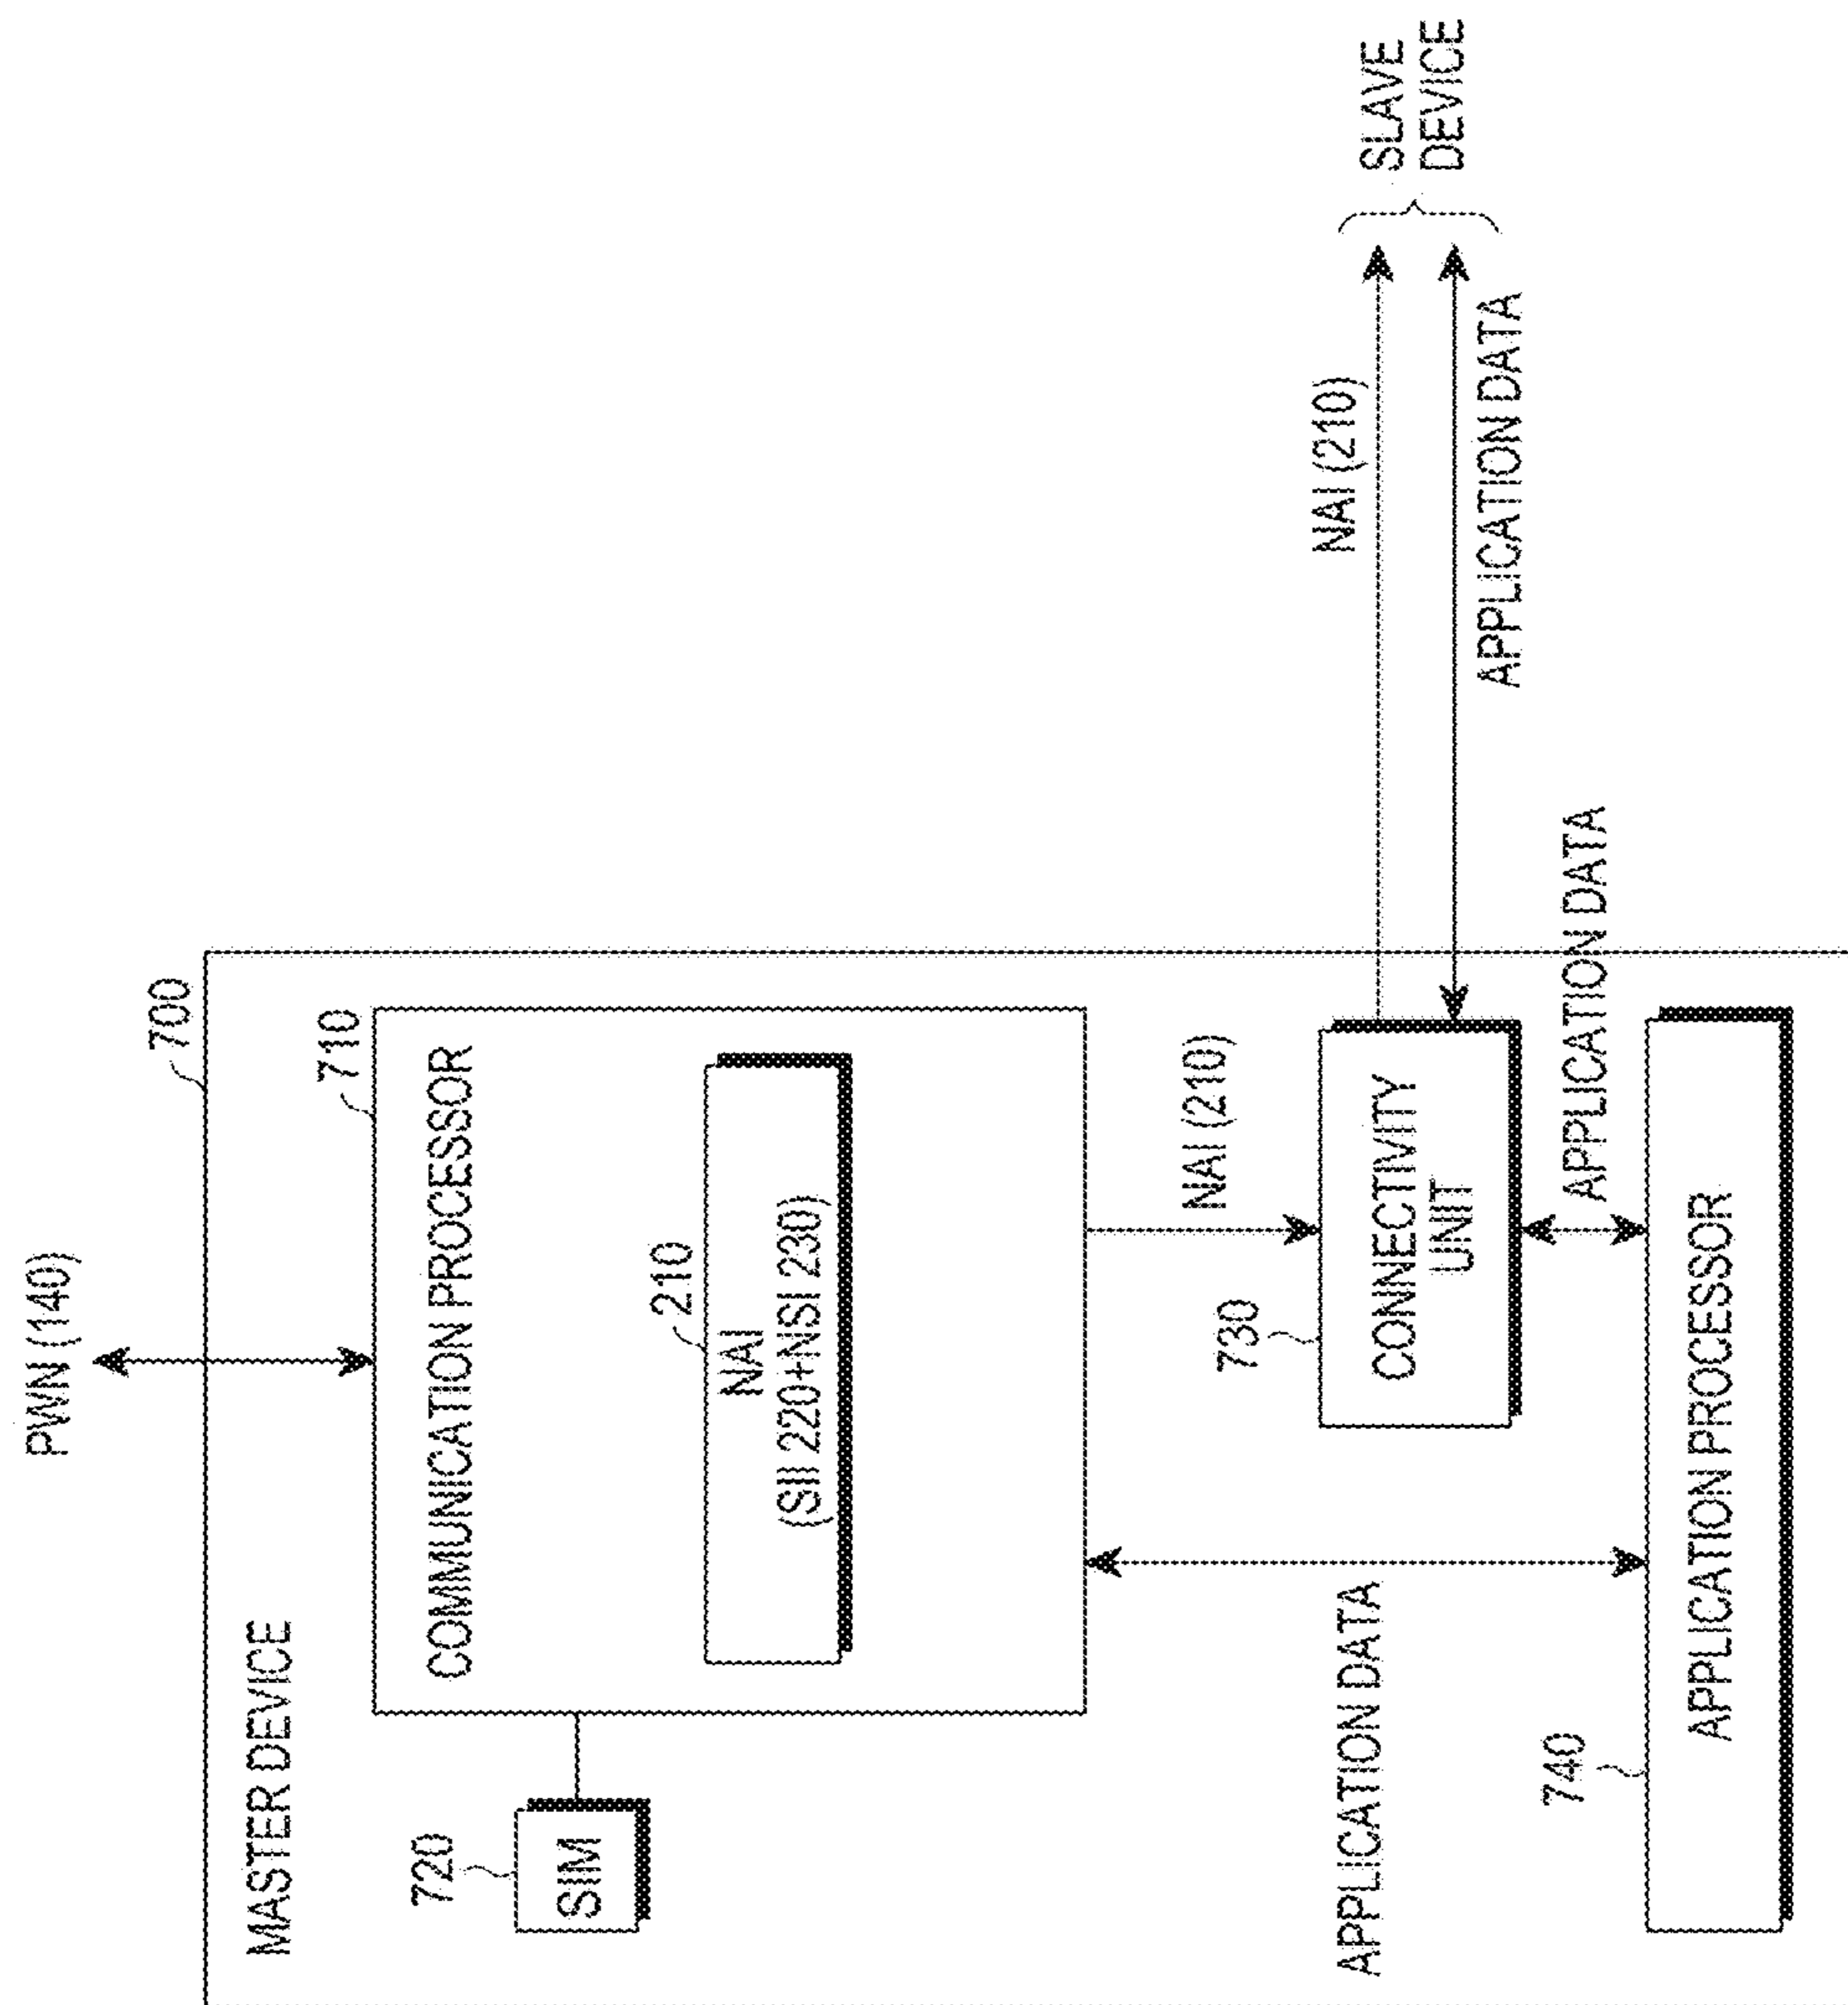 PWN (140)
700
MASTER DEVICE
710
COMMUNICATION PROCESSOR
720
SIM
210
NAI
(SII 220+NSI 230)
NAI (210)
APPLICATION DATA
730
CONNECTIVITY
UNIT
NAI (210)
APPLICATION DATA
SLAVE
DEVICE
APPLICATION DATA
740
APPLICATION PROCESSOR